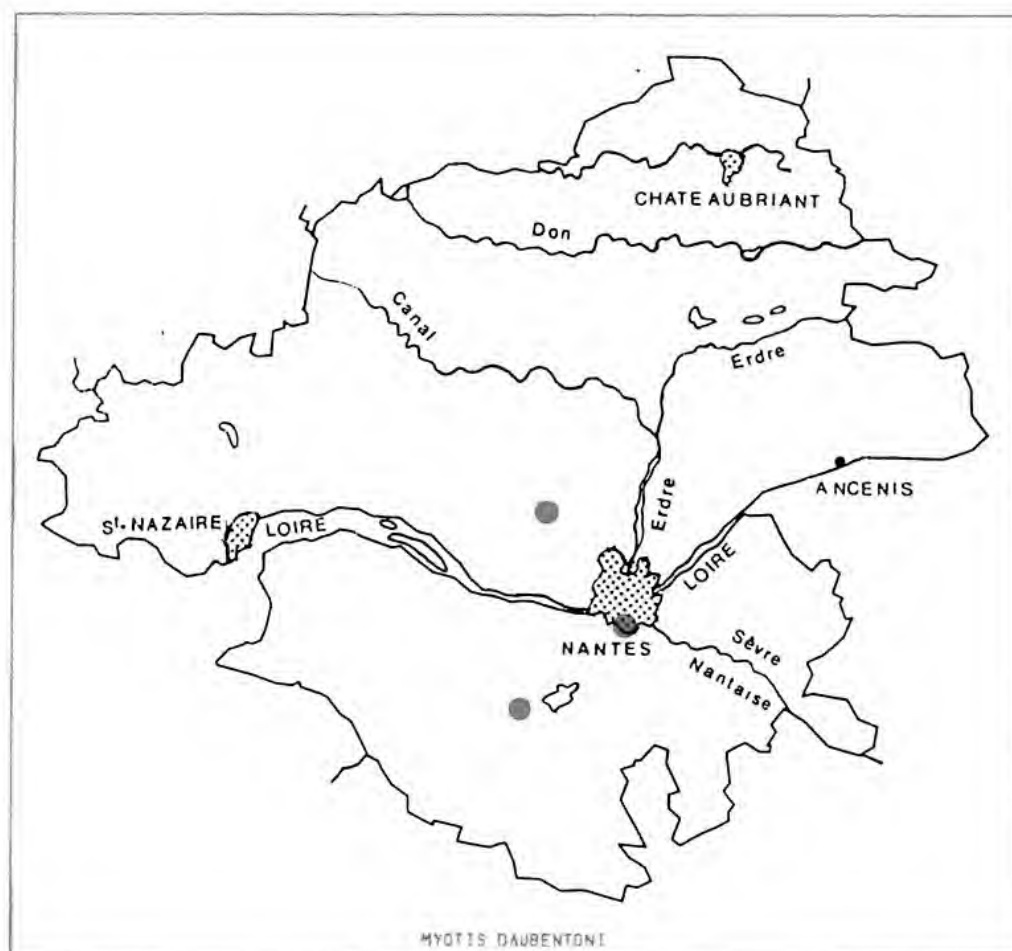 CHATEAUBRIANT
Don
Canal
Erdre
ANCENIS
Erdre
St-NAZAIRE
LOIRE
LOIRE
NANTES
Sèvre
Nantaise
MYOTIS DAUBENTONI